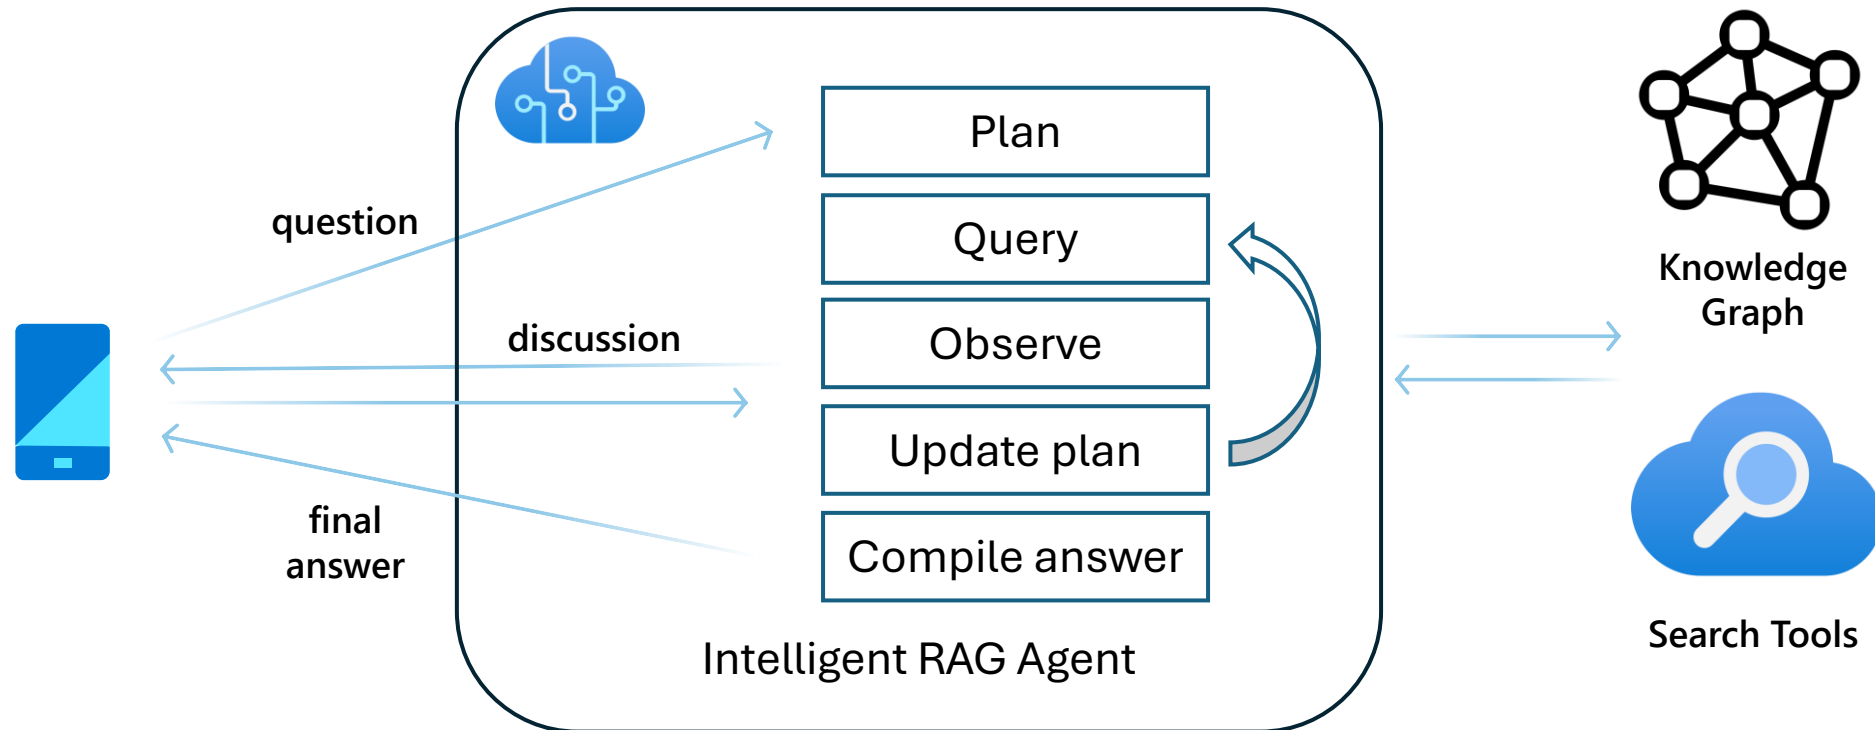 question
discussion
final
answer
Plan
Query
Observe
Update plan
Compile answer
Intelligent RAG Agent
Knowledge
Graph
Search Tools